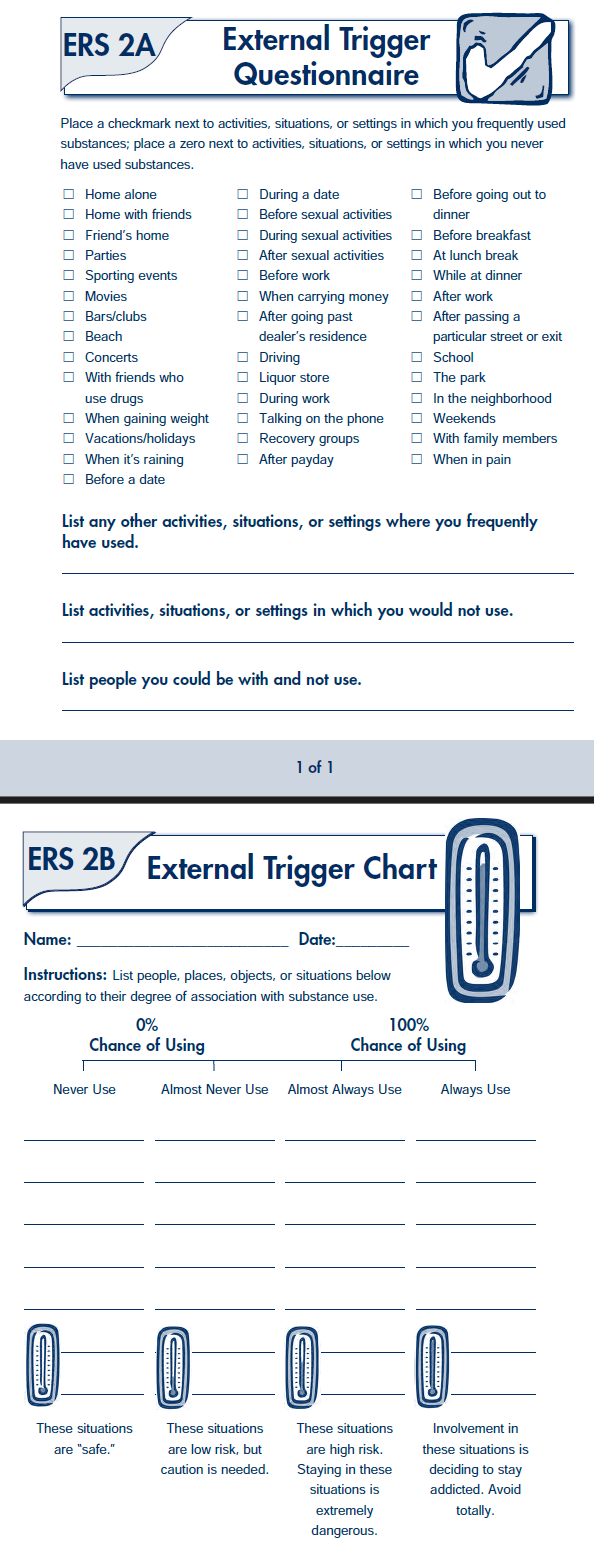 ERS 2A
External Trigger
Questionnaire
Place a checkmark next to activities, situations, or settings in which you frequently used
substances; place a zero next to activities, situations, or settings in which you never
have used substances.
☐ Home alone
☐ Home with friends
☐ Friend's home
☐ Parties
☐ Sporting events
☐ Movies
☐ Bars/clubs
☐ Beach
☐ Concerts
☐ With friends who
use drugs
☐ When gaining weight
☐ Vacations/holidays
☐ When it's raining
☐ Before a date
☐ During a date
☐ Before sexual activities
☐ During sexual activities
☐ After sexual activities
☐ Before work
☐ When carrying money
☐ After going past
dealer's residence
☐ Driving
☐ Liquor store
☐ During work
☐ Talking on the phone
☐ Recovery groups
☐ After payday
☐ Before going out to
dinner
☐ Before breakfast
☐ At lunch break
☐ While at dinner
☐ After work
☐ After passing a
particular street or exit
☐ School
☐ The park
☐ In the neighborhood
☐ Weekends
☐ With family members
☐ When in pain
List any other activities, situations, or settings where you frequently
have used.
List activities, situations, or settings in which you would not use.
List people you could be with and not use.
1 of 1
ERS 2B
External Trigger Chart
Name: ________________________ Date:_________
Instructions: List people, places, objects, or situations below
according to their degree of association with substance use.
0%
Chance of Using
100%
Chance of Using
Never Use Almost Never Use Almost Always Use Always Use
These situations
are "safe."
These situations
are low risk, but
caution is needed.
These situations
are high risk.
Staying in these
situations is
extremely
dangerous.
Involvement in
these situations is
deciding to stay
addicted. Avoid
totally.